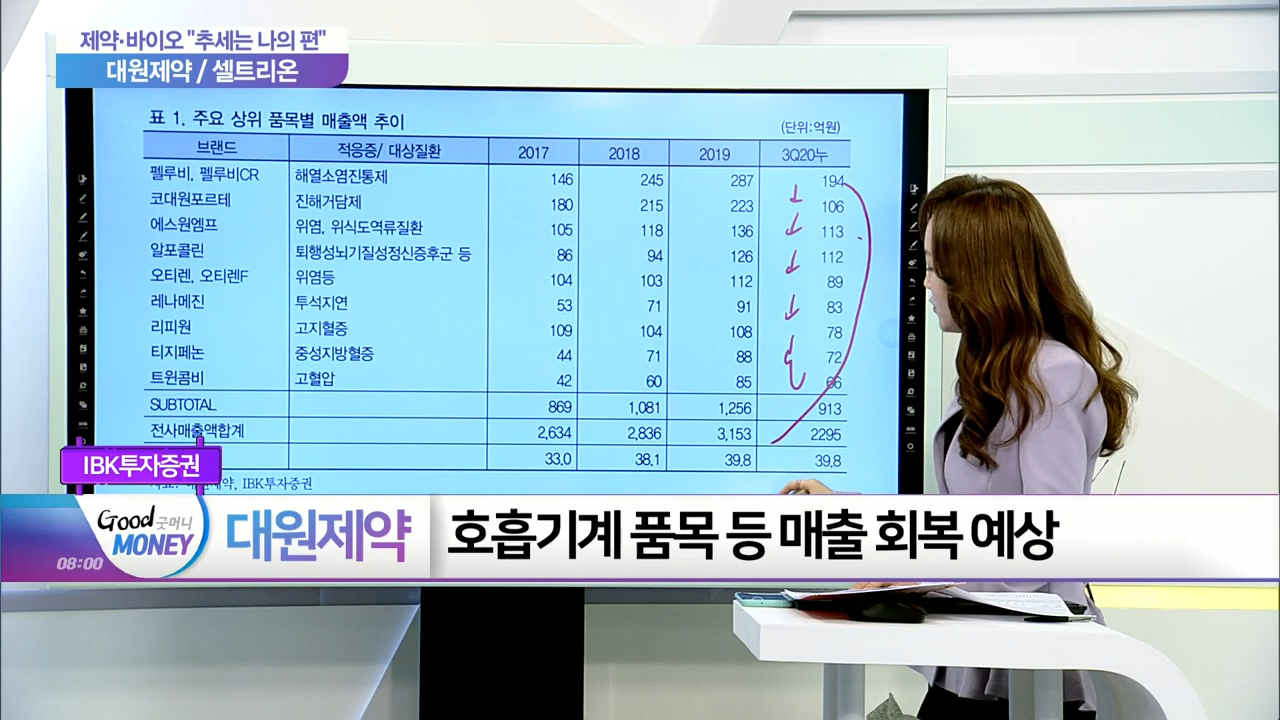 제약·바이오 "추세는 나의 편"
대원제약 / 셀트리온
표 1. 주요 상위 품목별 매출액 추이 (단위:억원)
브랜드 적응증/ 대상질환 2017 2018 2019 3Q20누
펠루비, 펠루비CR 해열소염진통제 146 245 287 194
코대원포르테 진해거담제 180 215 223 106
에스원엠프 위염, 위식도역류질환 105 118 136 113
알포콜린 퇴행성뇌기질성정신증후군 등 86 94 126 112
오티렌, 오티렌F 위염등 104 103 112 89
레나메진 투석지연 53 71 91 83
리피원 고지혈증 109 104 108 78
티지페논 중성지방혈증 44 71 88 72
트윈콤비 고혈압 42 60 85 66
SUBTOTAL 869 1,081 1,256 913
전사매출액합계 2,634 2,836 3,153 2295
33,0 38,1 39,8 39,8
IBK투자증권
제약, IBK투자증권
Good 굿머니
MONEY
08:00
대원제약 호흡기계 품목 등 매출 회복 예상